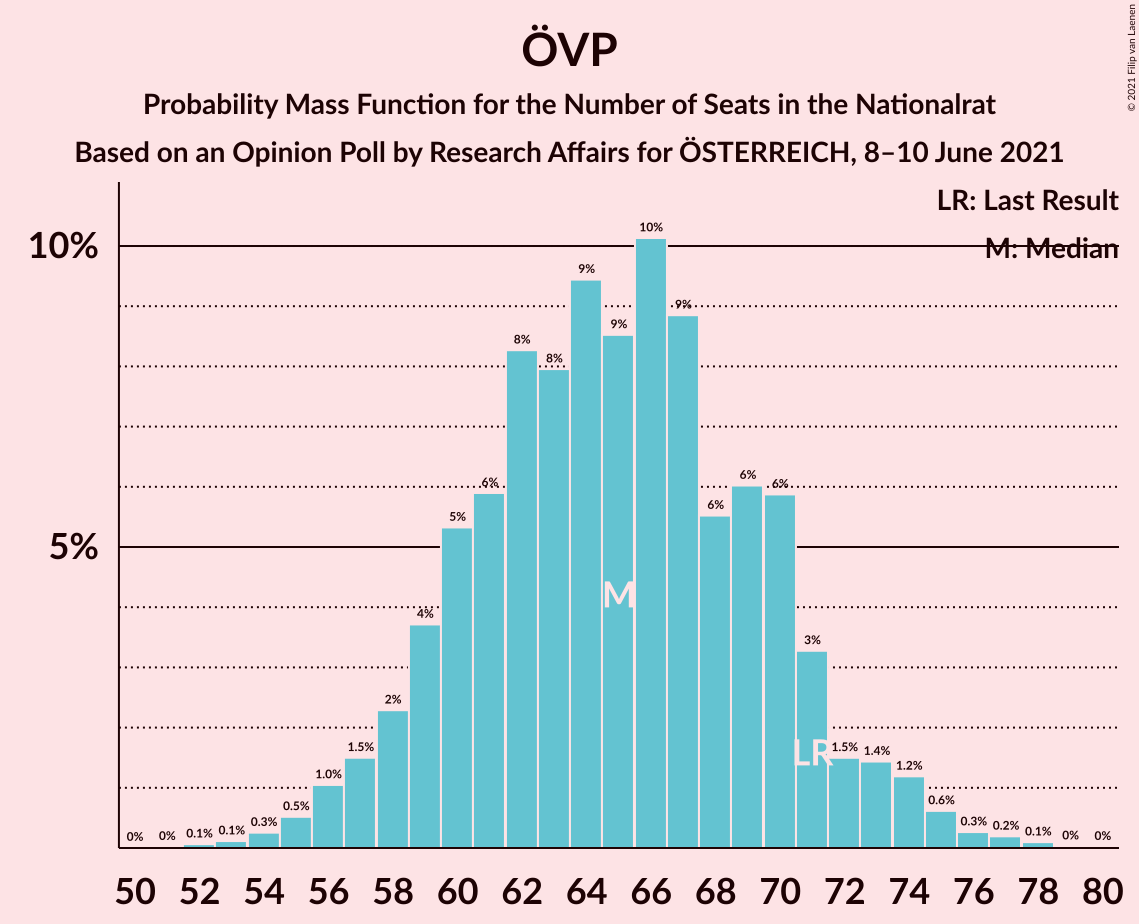 ÖVP
Probability Mass Function for the Number of Seats in the Nationalrat
Based on an Opinion Poll by Research Affairs for ÖSTERREICH, 8–10 June 2021
© 2021 Filip van Laenen
LR: Last Result
M: Median
10%
5%
0% 0% 0.1% 0.1% 0.3% 0.5% 1.0% 1.5% 2% 4% 5% 6% 8% 8% 9% 9% 10% 9% 6% 6% 6% 3% 1.5% 1.4% 1.2% 0.6% 0.3% 0.2% 0.1% 0% 0%
M
LR
50 52 54 56 58 60 62 64 66 68 70 72 74 76 78 80